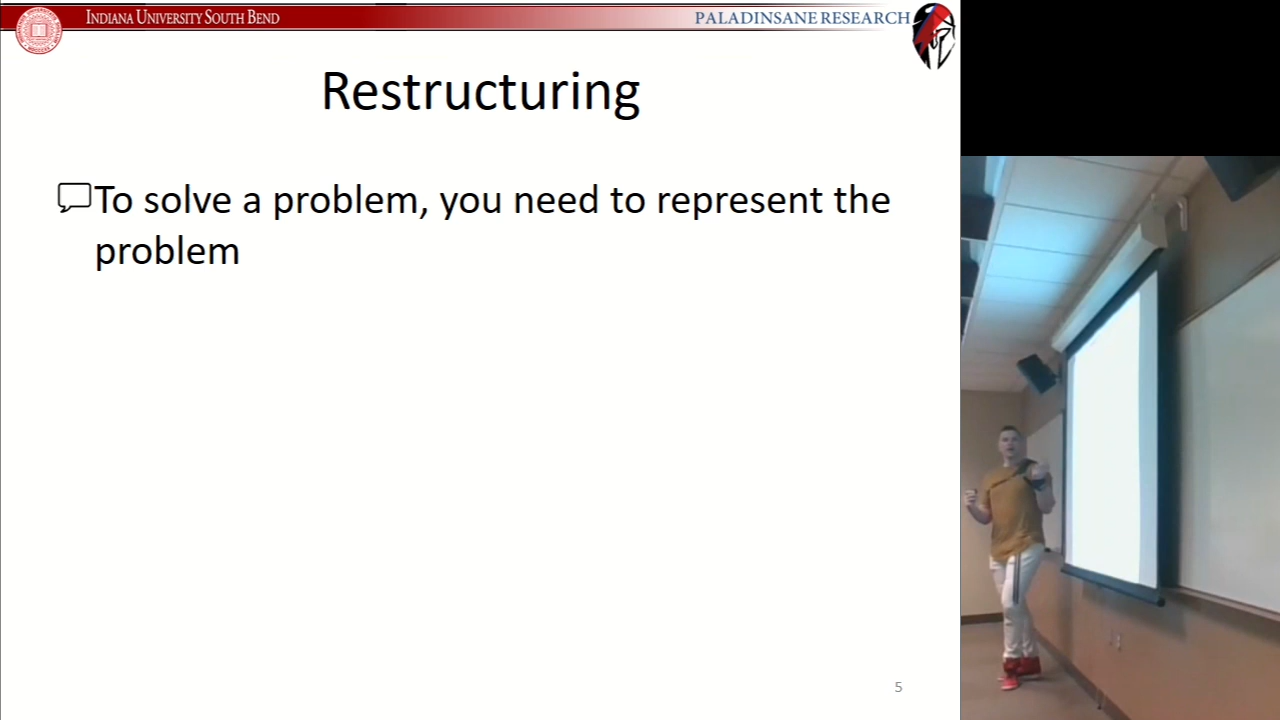 INDIANA UNIVERSITY SOUTH BEND
PALADINSANE RESEARCH
Restructuring
To solve a problem, you need to represent the
problem
5